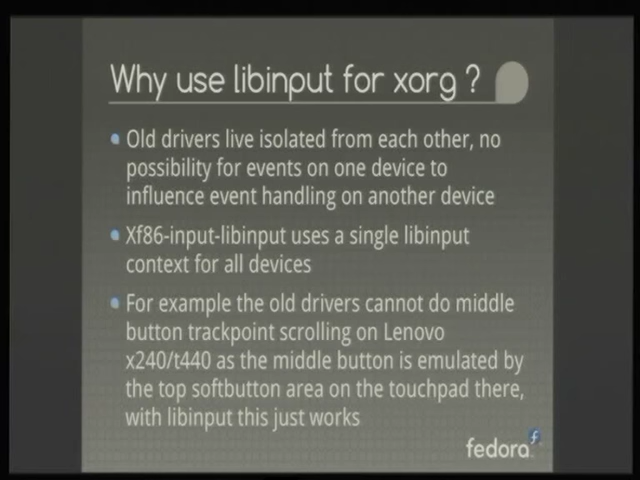 Why use libinput for xorg ?
Old drivers live isolated from each other, no
possibility for events on one device to
influence event handling on another device
Xf86-input-libinput uses a single libinput
context for all devices
For example the old drivers cannot do middle
button trackpoint scrolling on Lenovo
x240/t440 as the middle button is emulated by
the top softbutton area on the touchpad there,
with libinput this just works
fedora